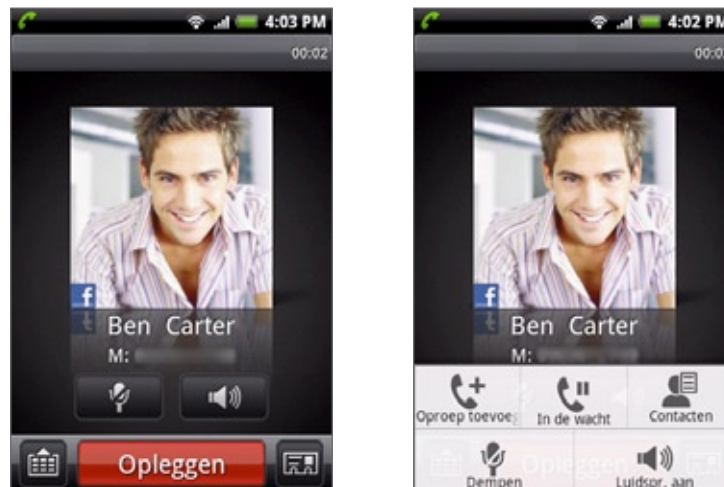 4:03 PM
00:02
f
Ben Carter
M:
Opleggen
4:02 PM
f
Ben Carter
M:
Oproep toevoeg
In de wacht
Contacten
Dempen
Luidspr. aan